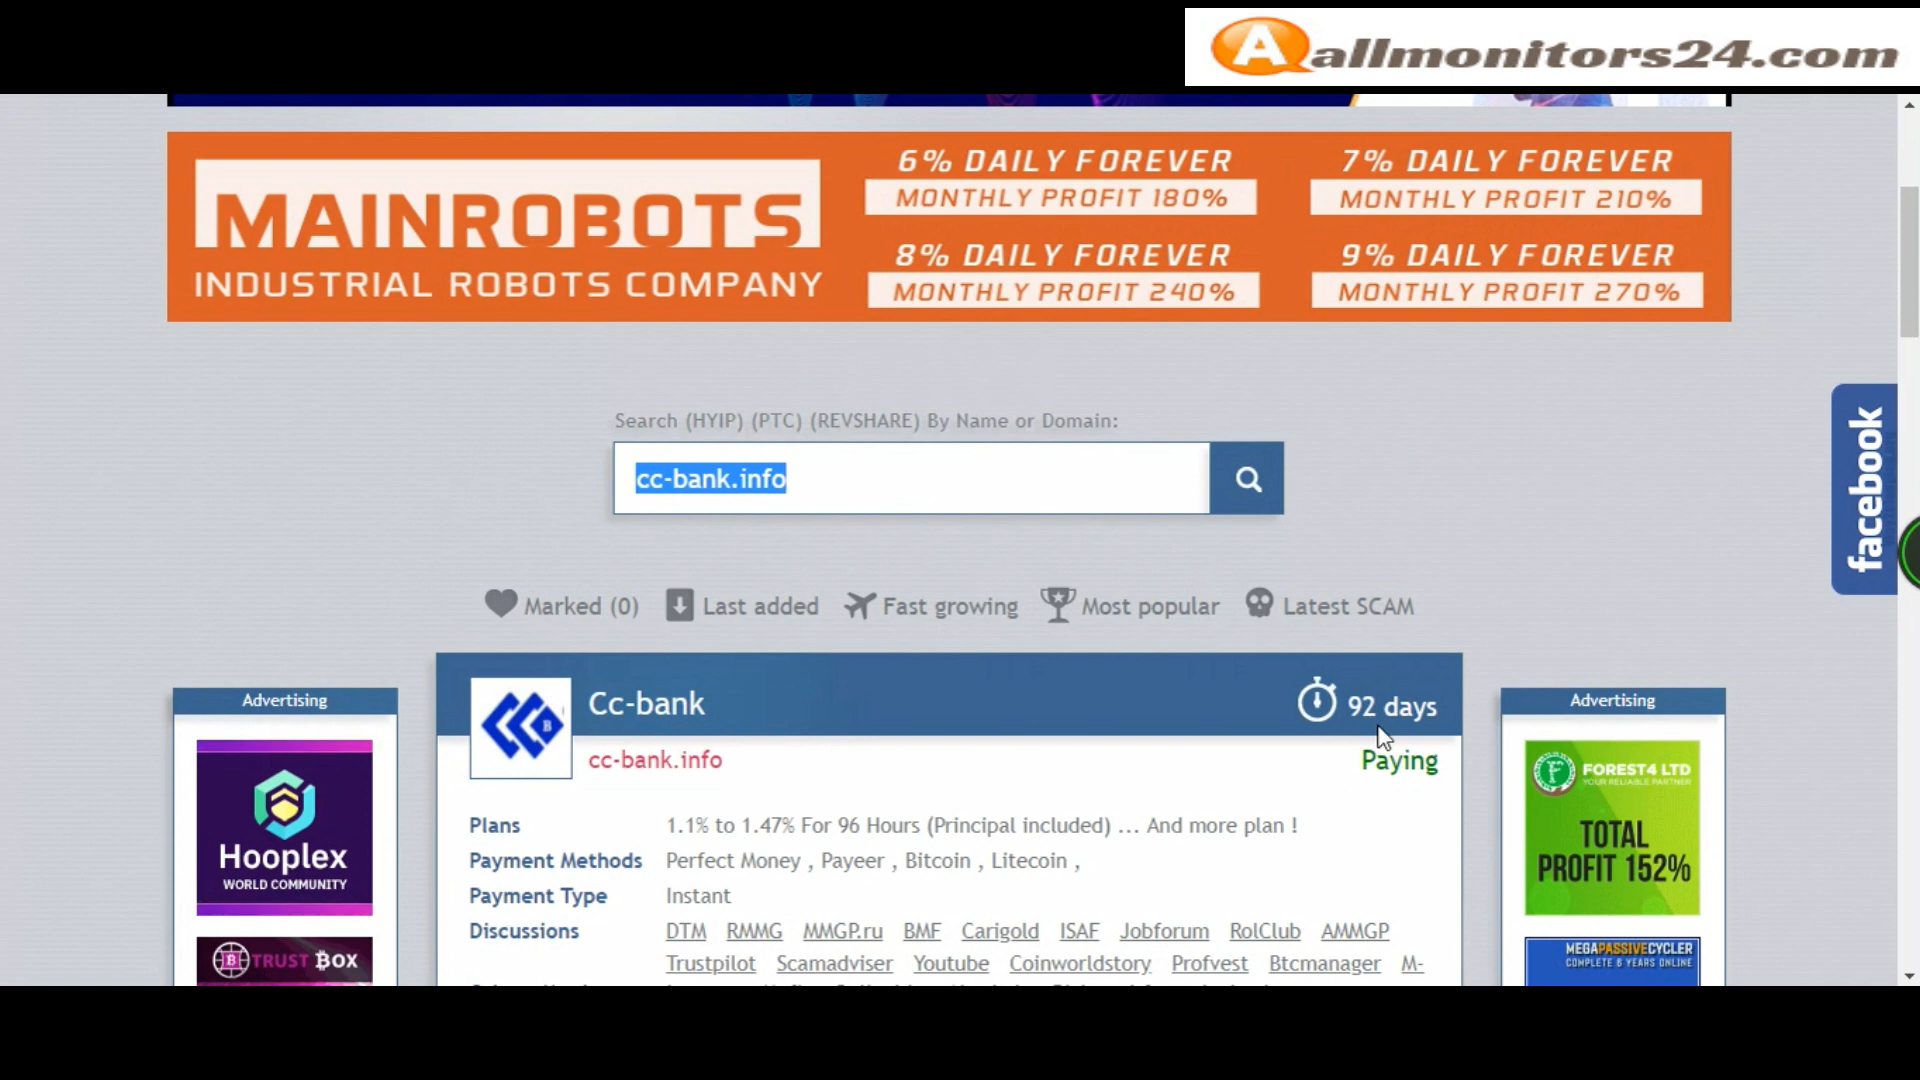 allmonitors24.com
MAINROBOTS
INDUSTRIAL ROBOTS COMPANY
6% DAILY FOREVER
MONTHLY PROFIT 180%
7% DAILY FOREVER
MONTHLY PROFIT 210%
8% DAILY FOREVER
MONTHLY PROFIT 240%
9% DAILY FOREVER
MONTHLY PROFIT 270%
Search (HYIP) (PTC) (REVSHARE) By Name or Domain:
cc-bank.info
facebook
Marked (0) Last added Fast growing Most popular Latest SCAM
Advertising
Hooplex
WORLD COMMUNITY
TRUST BOX
Cc-bank
92 days
cc-bank.info
Paying
Plans 1.1% to 1.47% For 96 Hours (Principal included) ... And more plan !
Payment Methods Perfect Money , Payeer , Bitcoin , Litecoin ,
Payment Type Instant
Discussions DTM RMMG MMGP.ru BMF Carigold ISAF Jobforum RolClub AMMGP
Trustpilot Scamadviser Youtube Coinworldstory Profvest Btcmanager M-
Advertising
FOREST4 LTD
YOUR RELIABLE PARTNER
TOTAL
PROFIT 152%
MEGAPASSIVECYCLER
COMPLETE 6 YEARS ONLINE